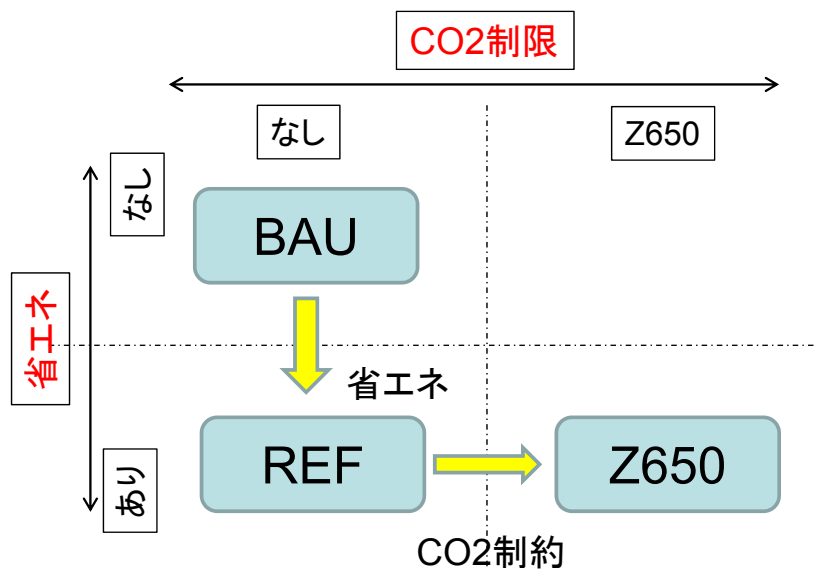 CO2制限
なし
Z650
なし
BAU
省エネ
省エネ
あり
REF
Z650
CO2制約